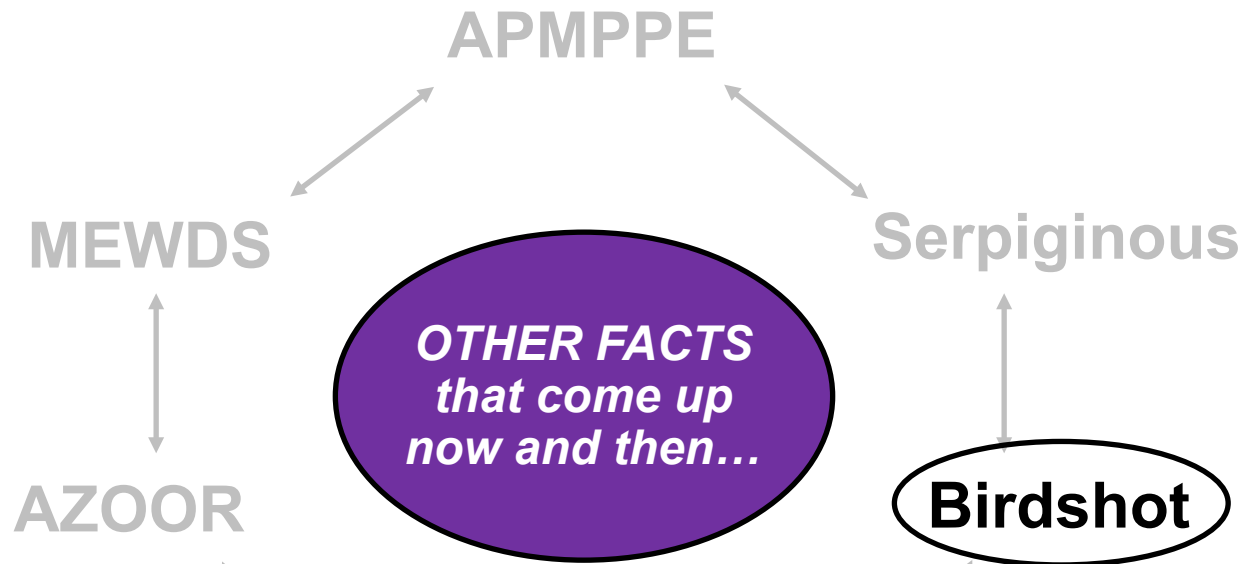 APMPPE
MEWDS
Serpiginous
OTHER FACTS
that come up
now and then…
AZOOR
Birdshot